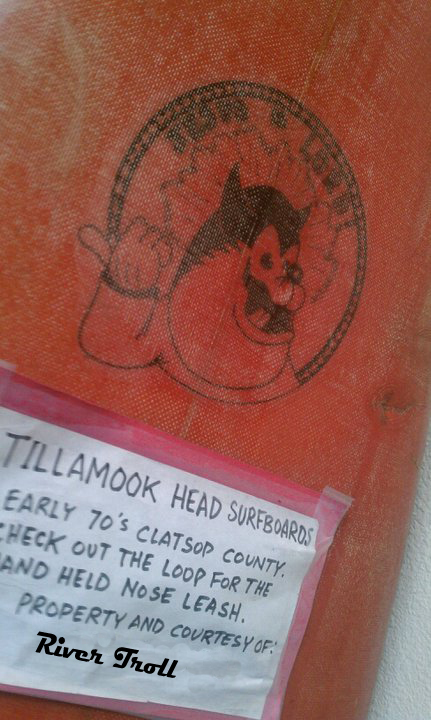 TILLAMOOK HEAD SURFBOARDS
EARLY 70's CLATSOP COUNTY.
CHECK OUT THE LOOP FOR THE
HAND HELD NOSE LEASH.
PROPERTY AND COURTESY OF:
River Troll